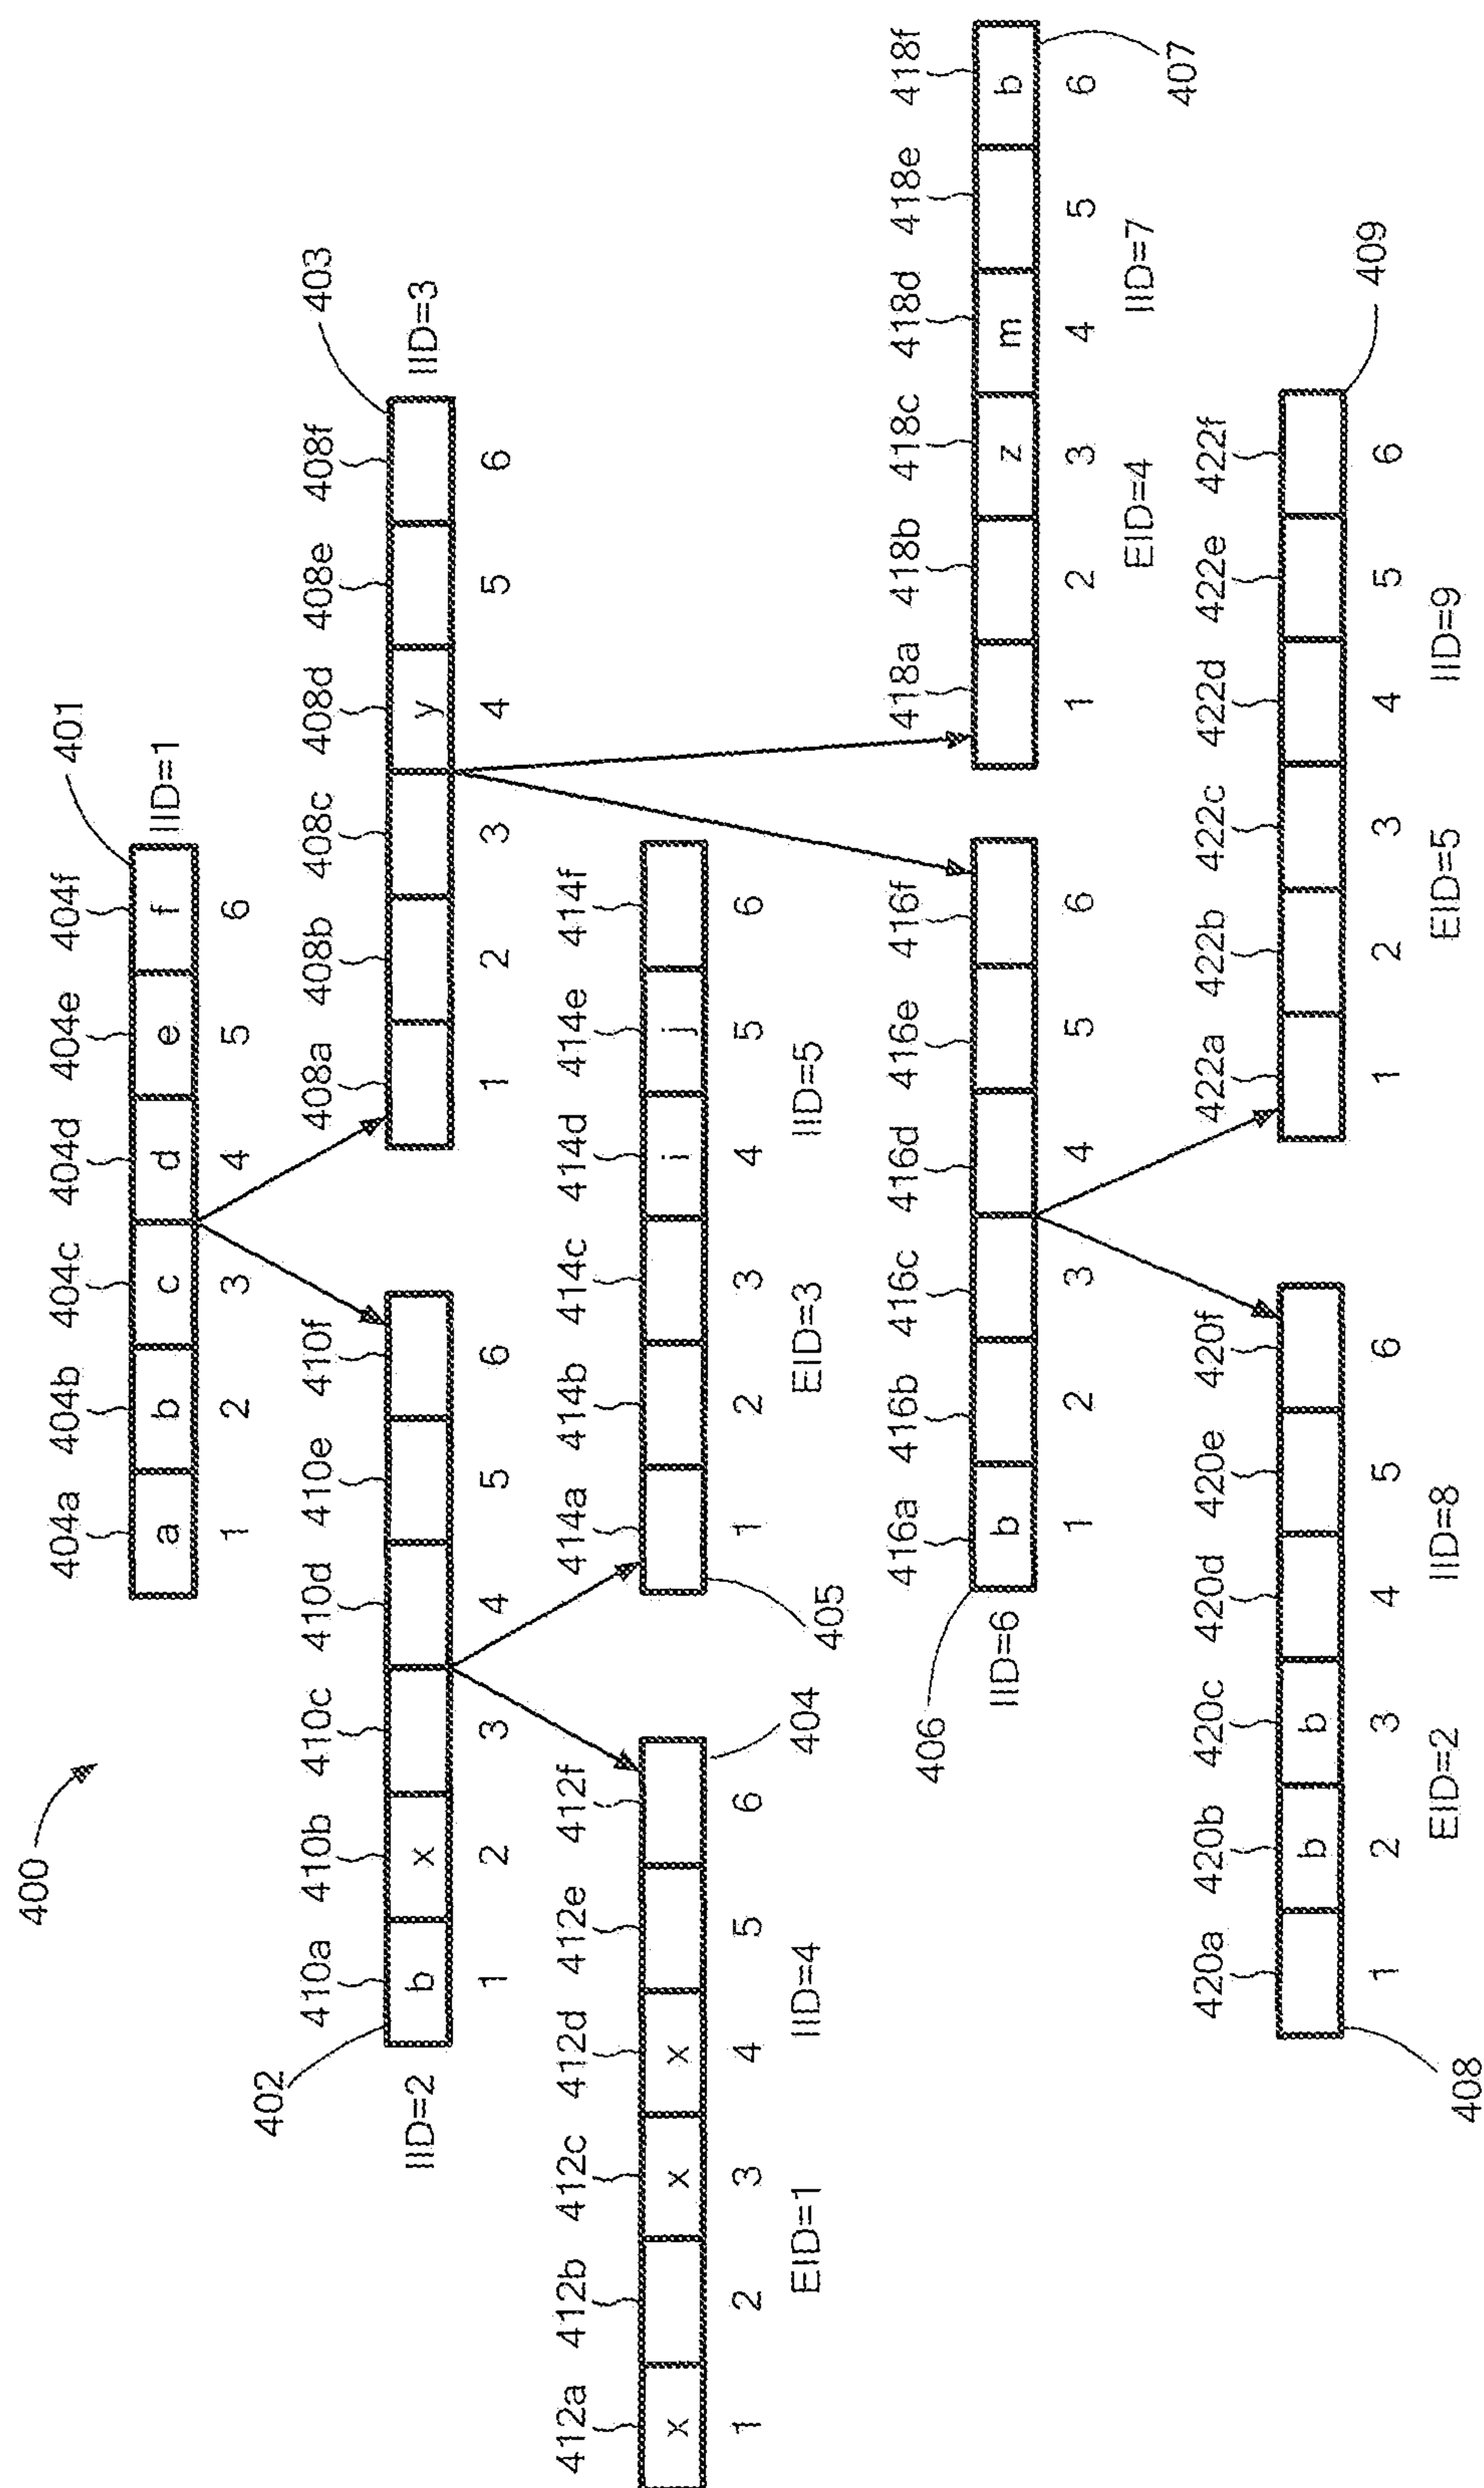 400
404a 404b 404c 404d 404e 404f 401
a b c d e f IID=1
1 2 3 4 5 6
402 410a 410b 410c 410d 410e 410f
IID=2 b x
1 2 3 4 5 6
408a 408b 408c 408d 408e 408f 403
y IID=3
1 2 3 4 5 6
412a 412b 412c 412d 412e 412f
x x x
1 2 3 4 5 6 404
EID=1 IID=4
414a 414b 414c 414d 414e 414f
i j
405 1 2 3 4 5 6
EID=3 IID=5
406 416a 416b 416c 416d 416e 416f
IID=6 b
1 2 3 4 5 6
418a 418b 418c 418d 418e 418f
z m b
1 2 3 4 5 6 407
EID=4 IID=7
420a 420b 420c 420d 420e 420f
b b
1 2 3 4 5 6
408 EID=2 IID=8
422a 422b 422c 422d 422e 422f 409
1 2 3 4 5 6
EID=5 IID=9